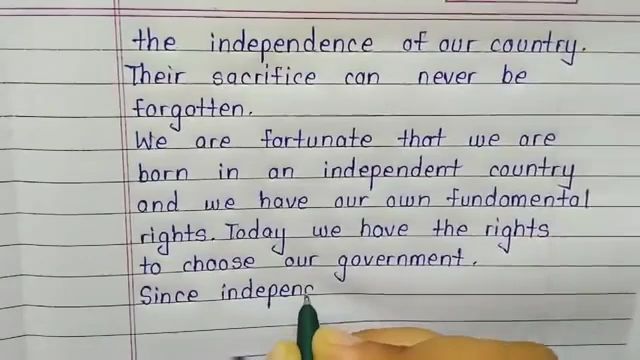 the independence of our country.
Their sacrifice can never be
forgotten.
We are fortunate that we are
born in an independent country
and we have our own fundamental
rights. Today we have the rights
to choose our government.
Since indepen